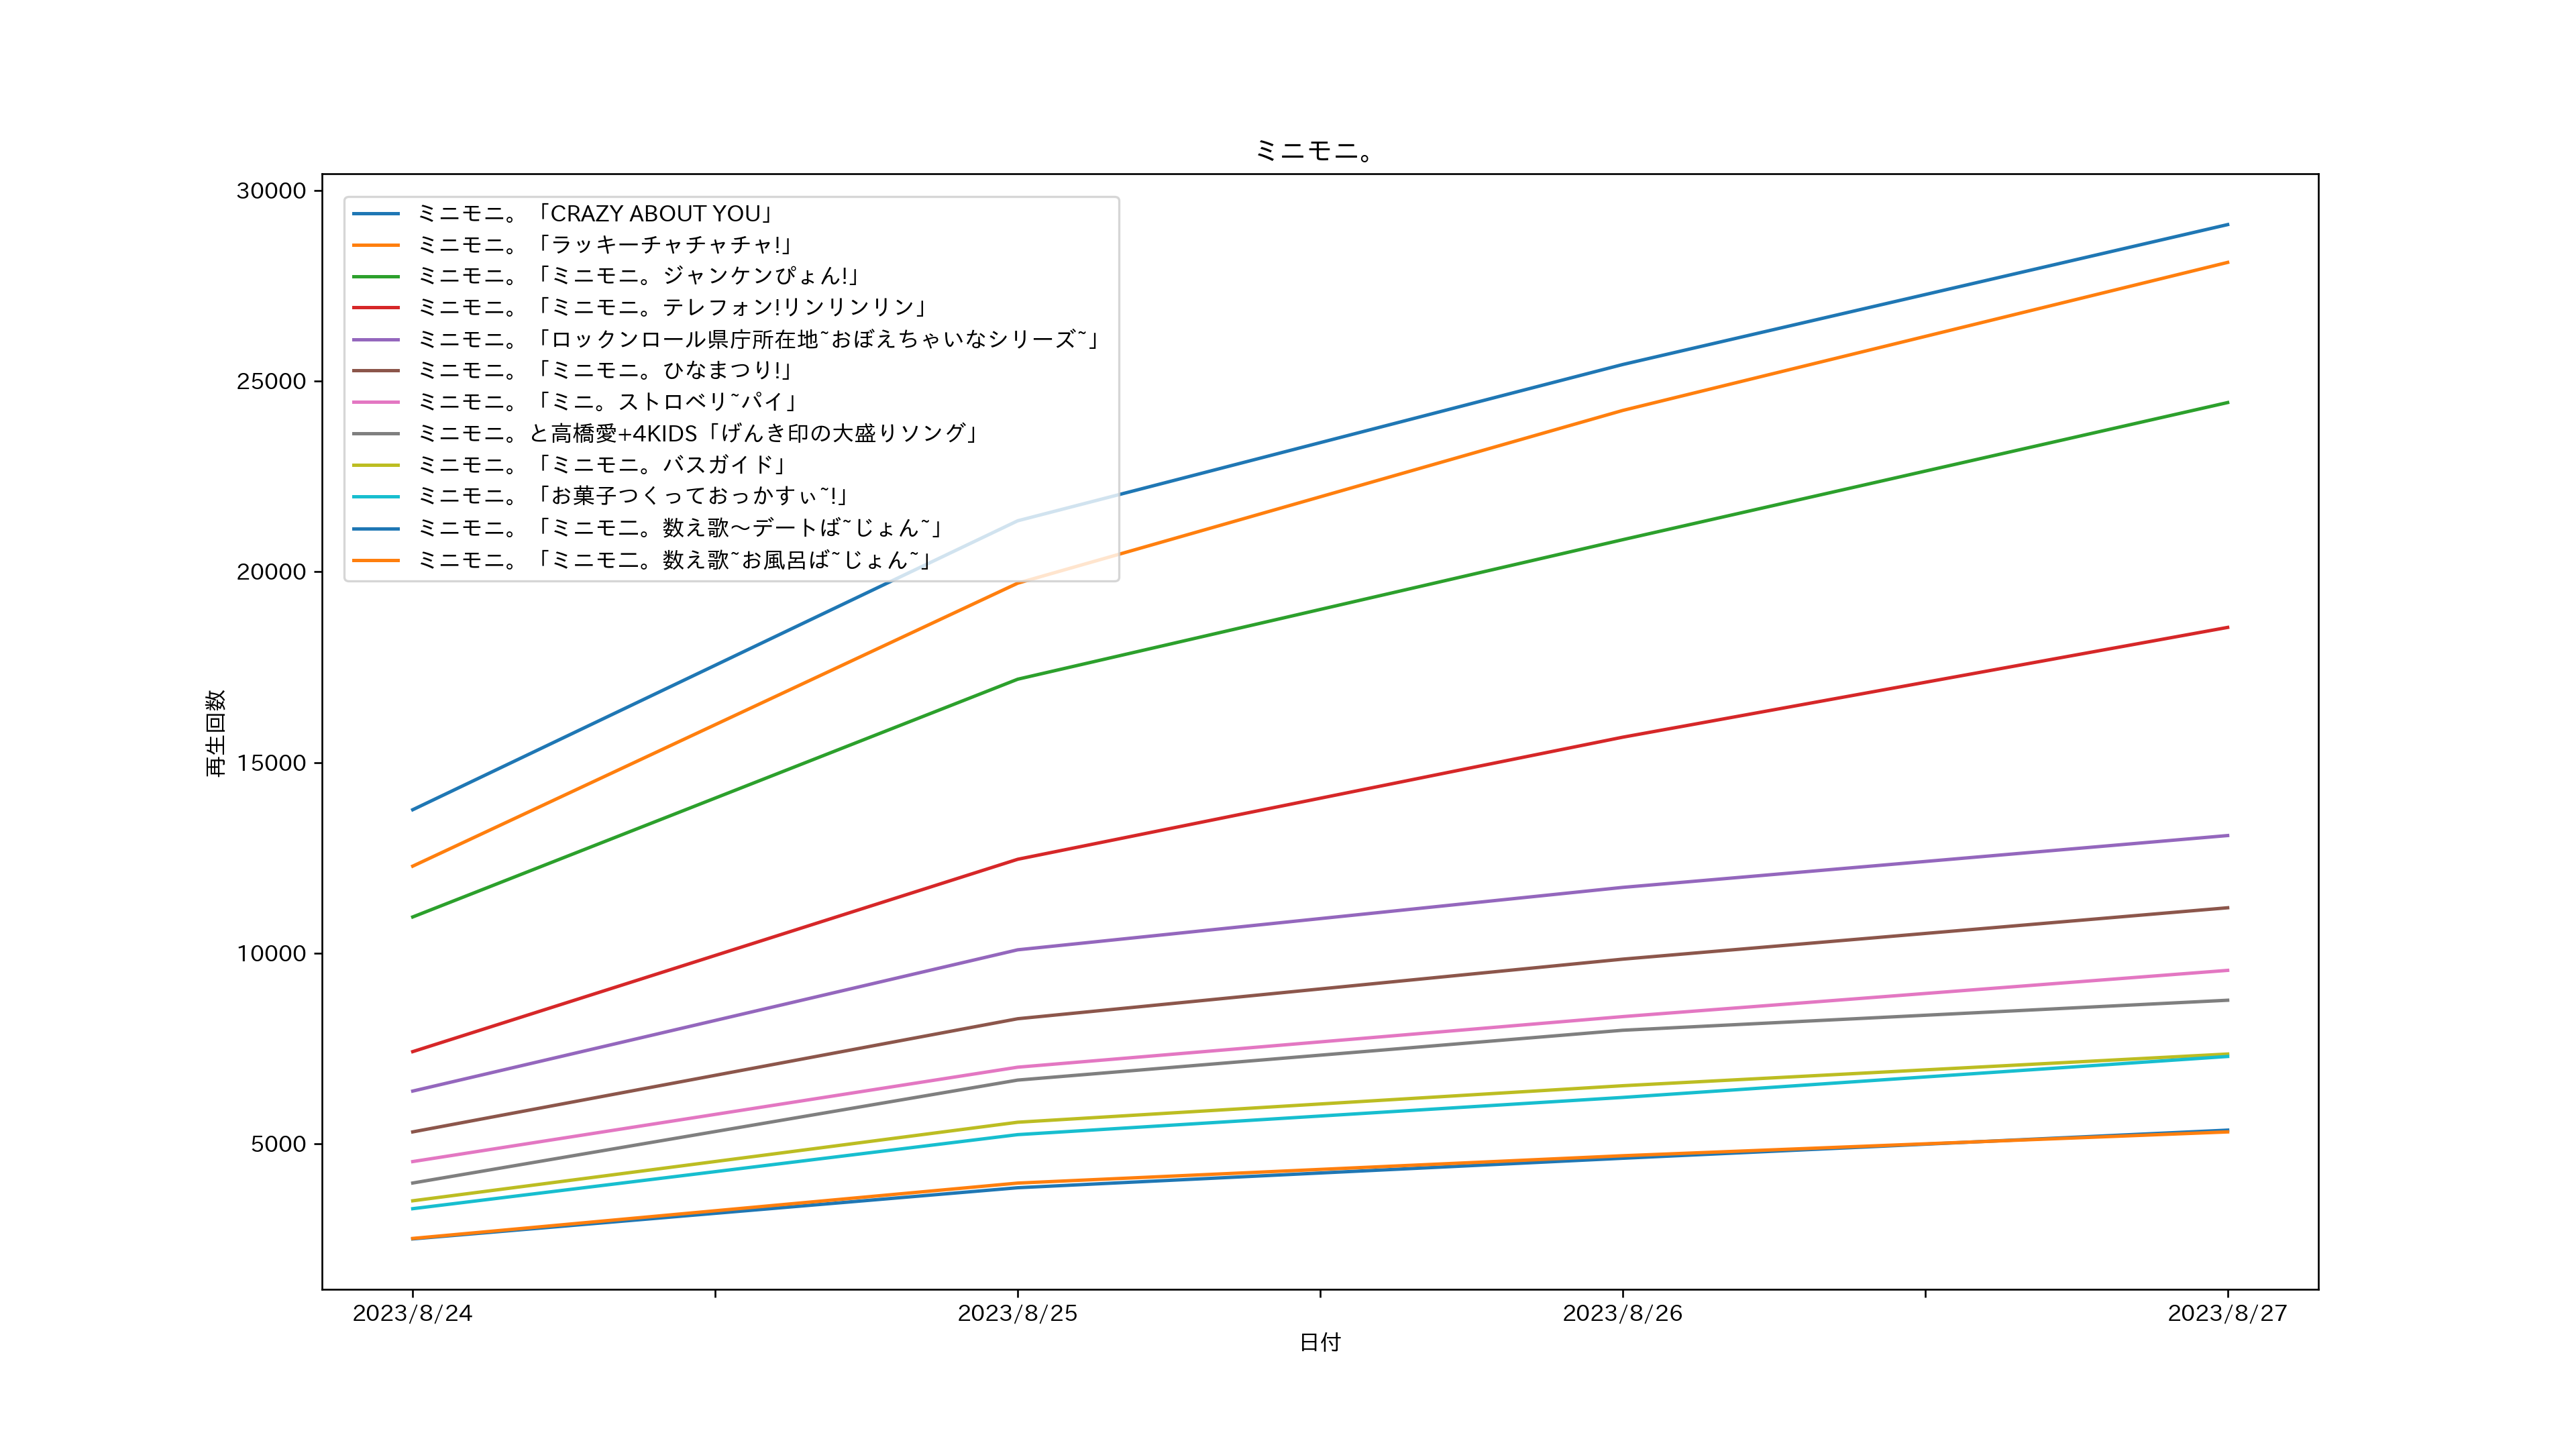 ミニモニ。
30000
25000
20000
15000
10000
5000
再生回数
ミニモニ。「CRAZY ABOUT YOU」
ミニモニ。「ラッキーチャチャチャ!」
ミニモニ。「ミニモニ。ジャンケンぴょん!」
ミニモニ。「ミニモニ。テレフォン!リンリンリン」
ミニモニ。「ロックンロール県庁所在地~おぼえちゃいなシリーズ~」
ミニモニ。「ミニモニ。ひなまつり!」
ミニモニ。「ミニ。ストロベリ~パイ」
ミニモニ。と高橋愛+4KIDS「げんき印の大盛りソング」
ミニモニ。「ミニモニ。バスガイド」
ミニモニ。「お菓子つくっておっかすぃ~!」
ミニモニ。「ミニモニ。数え歌〜デートば~じょん~」
ミニモニ。「ミニモニ。数え歌~お風呂ば~じょん~」
2023/8/24 2023/8/25 2023/8/26 2023/8/27
日付